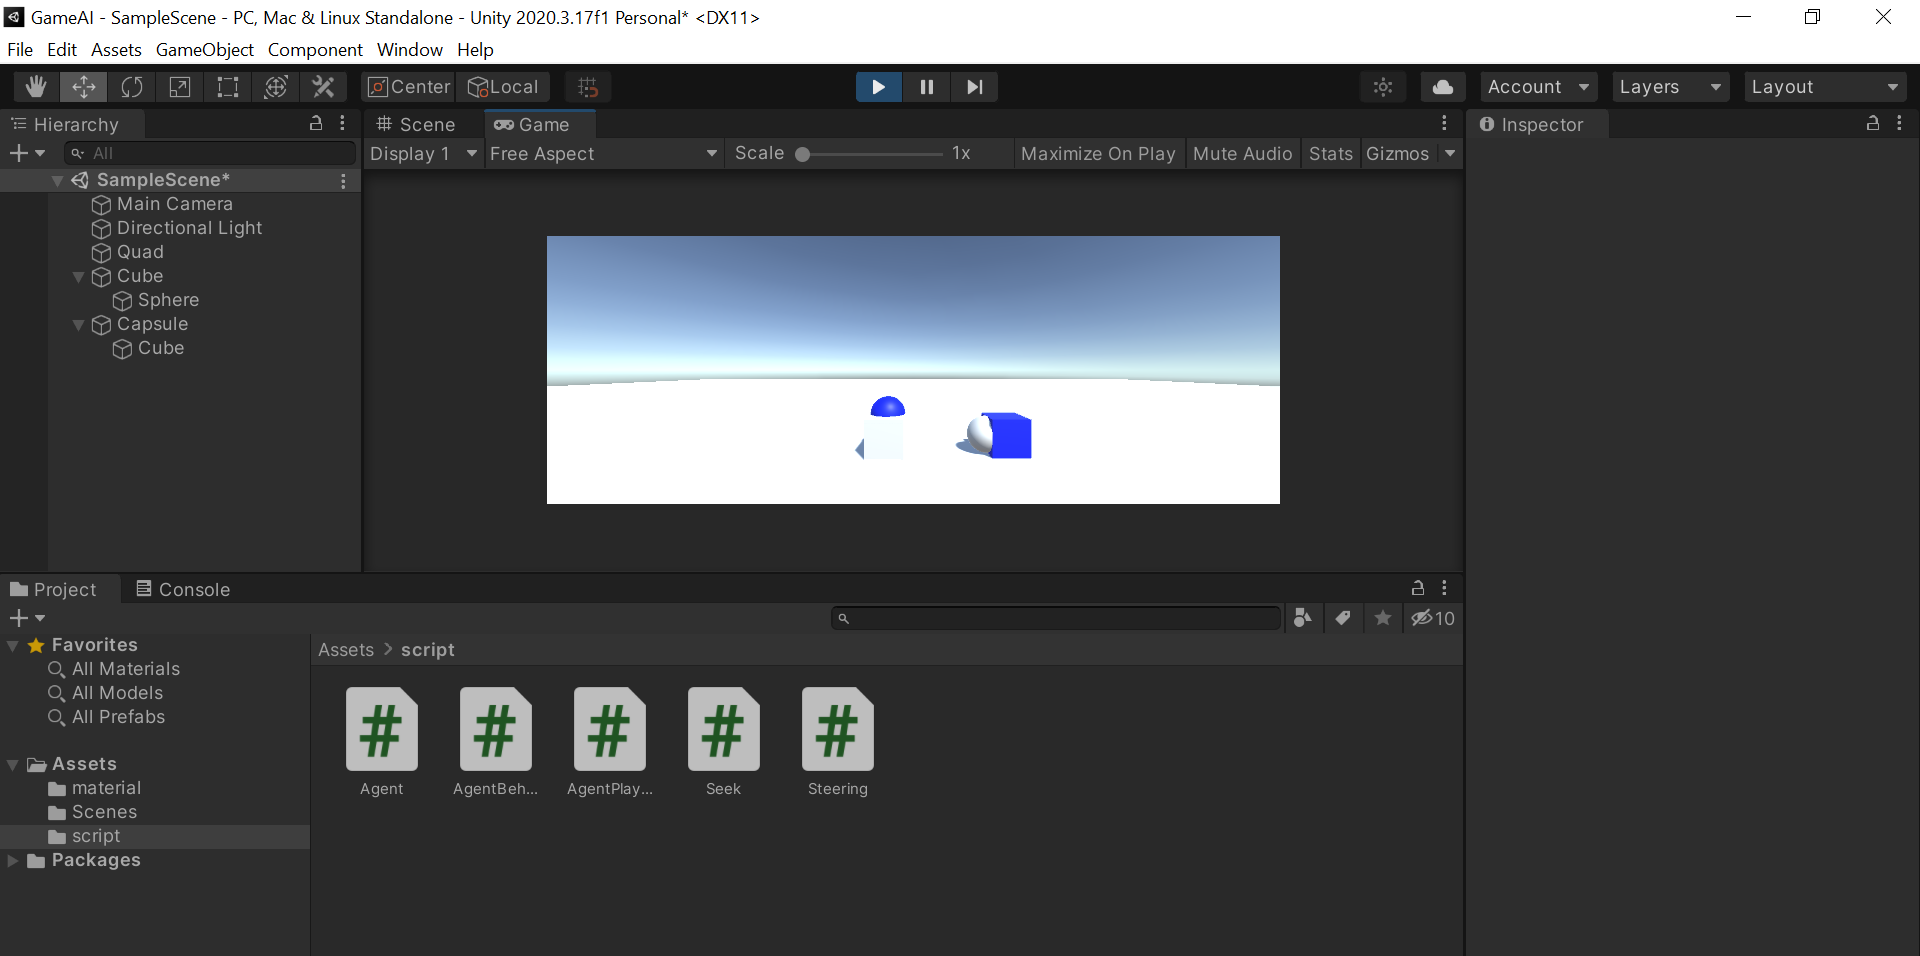 GameAI - SampleScene - PC, Mac & Linux Standalone - Unity 2020.3.17f1 Personal* <DX11>
File Edit Assets GameObject Component Window Help
Center Local Account Layers Layout
Hierarchy
All
SampleScene*
Main Camera
Directional Light
Quad
Cube
Sphere
Capsule
Cube
Scene Game
Display 1 Free Aspect Scale 1x Maximize On Play Mute Audio Stats Gizmos
Inspector
Project Console
10
Favorites
All Materials
All Models
All Prefabs
Assets
material
Scenes
script
Packages
Assets > script
Agent AgentBeh... AgentPlay... Seek Steering